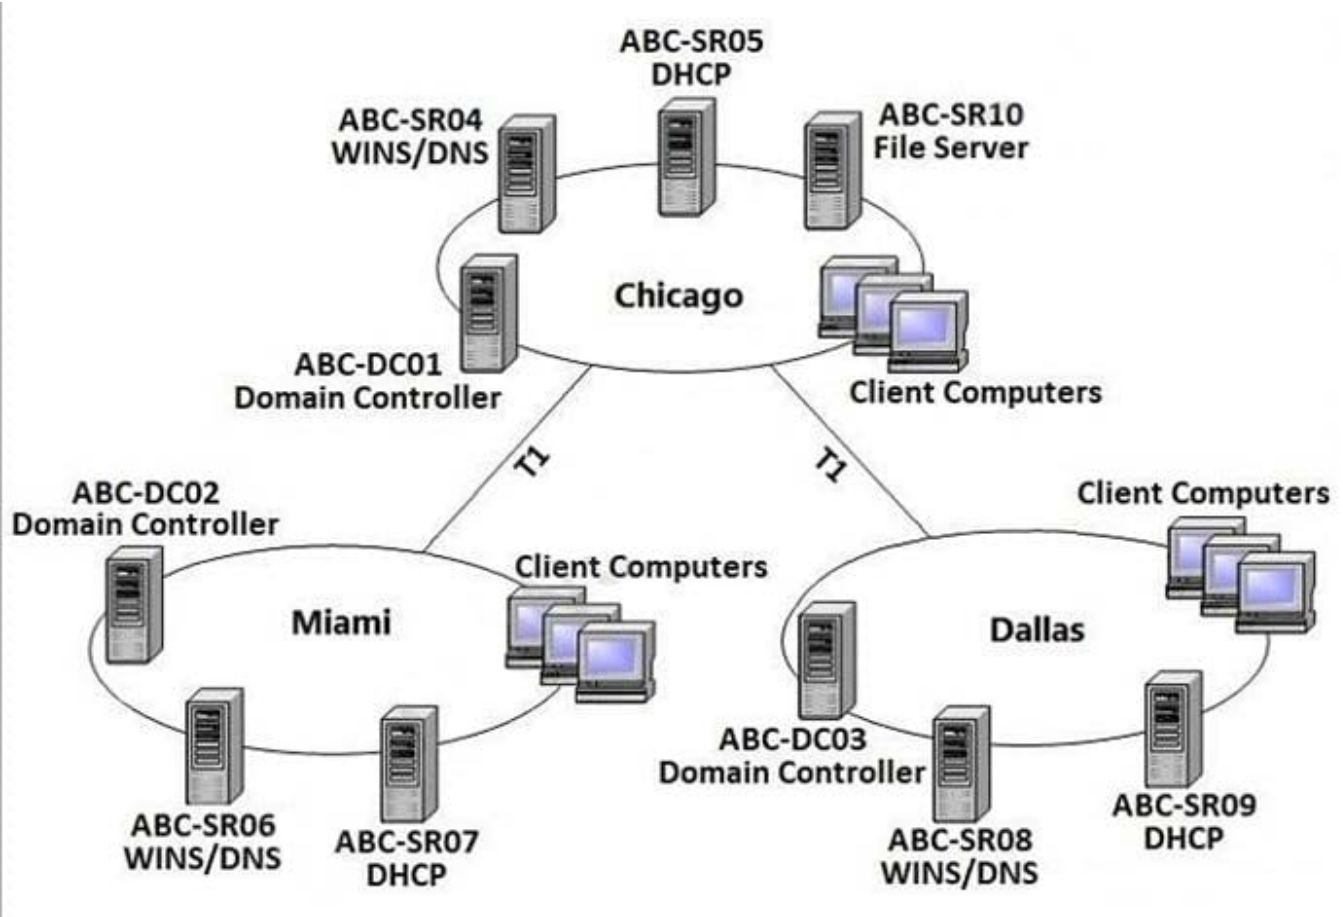 ABC-SR05
DHCP
ABC-SR04
WINS/DNS
ABC-SR10
File Server
Chicago
ABC-DC01
Domain Controller
Client Computers
T1
T1
ABC-DC02
Domain Controller
Client Computers
Miami
ABC-SR06
WINS/DNS
ABC-SR07
DHCP
Client Computers
Dallas
ABC-DC03
Domain Controller
ABC-SR08
WINS/DNS
ABC-SR09
DHCP